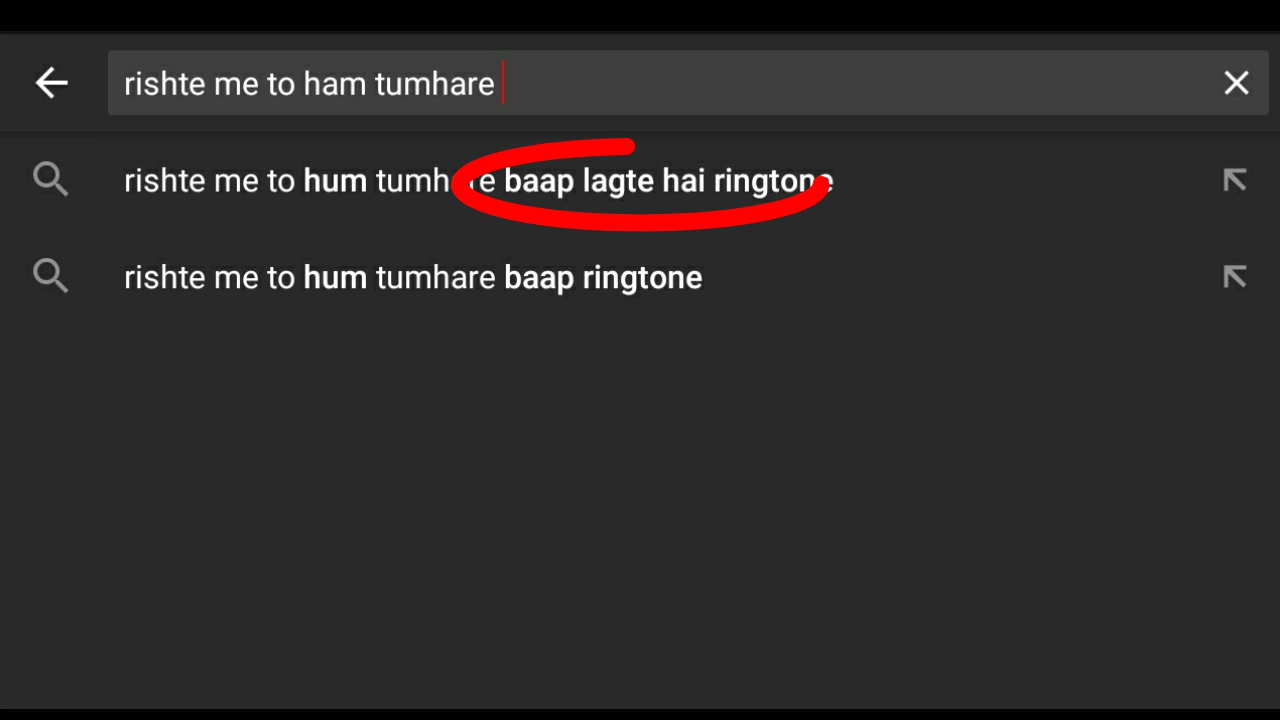 rishte me to ham tumhare
rishte me to hum tumhare baap lagte hai ringtone
rishte me to hum tumhare baap ringtone